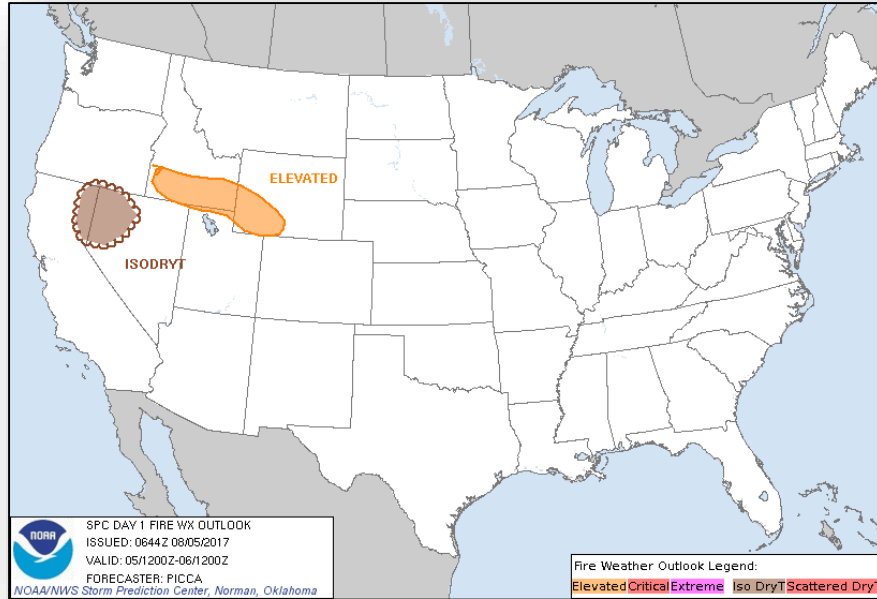 ELEVATED
ISODRYT
SPC DAY 1 FIRE WX OUTLOOK
ISSUED: 0644Z 08/05/2017
VALID: 05/1200Z-06/1200Z
FORECASTER: PICCA
NOAA/NWS Storm Prediction Center, Norman, Oklahoma
NOAA
Fire Weather Outlook Legend:
Elevated Critical Extreme Iso DryT Scattered DryT